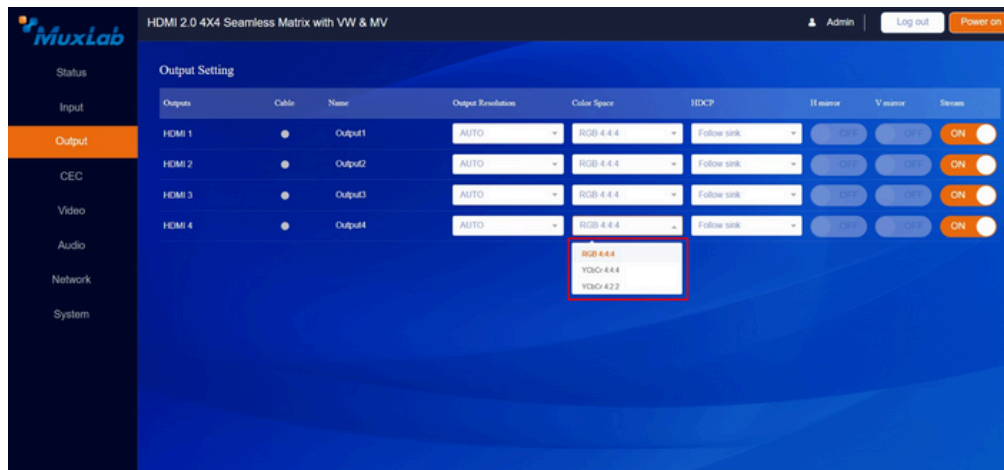 MuxLab
HDMI 2.0 4X4 Seamless Matrix with VW & MV
Admin
Log out
Power on
Status
Input
Output
CEC
Video
Audio
Network
System
Output Setting
Outputs Cable Name Output Resolution Color Space HDCP H mirror V mirror Stream
HDMI 1 Output1 AUTO RGB 4:4:4 Follow sink OFF OFF ON
HDMI 2 Output2 AUTO RGB 4:4:4 Follow sink OFF OFF ON
HDMI 3 Output3 AUTO RGB 4:4:4 Follow sink OFF OFF ON
HDMI 4 Output4 AUTO RGB 4:4:4 Follow sink OFF OFF ON
RGB 4:4:4
YCbCr 4:4:4
YCbCr 4:2:2